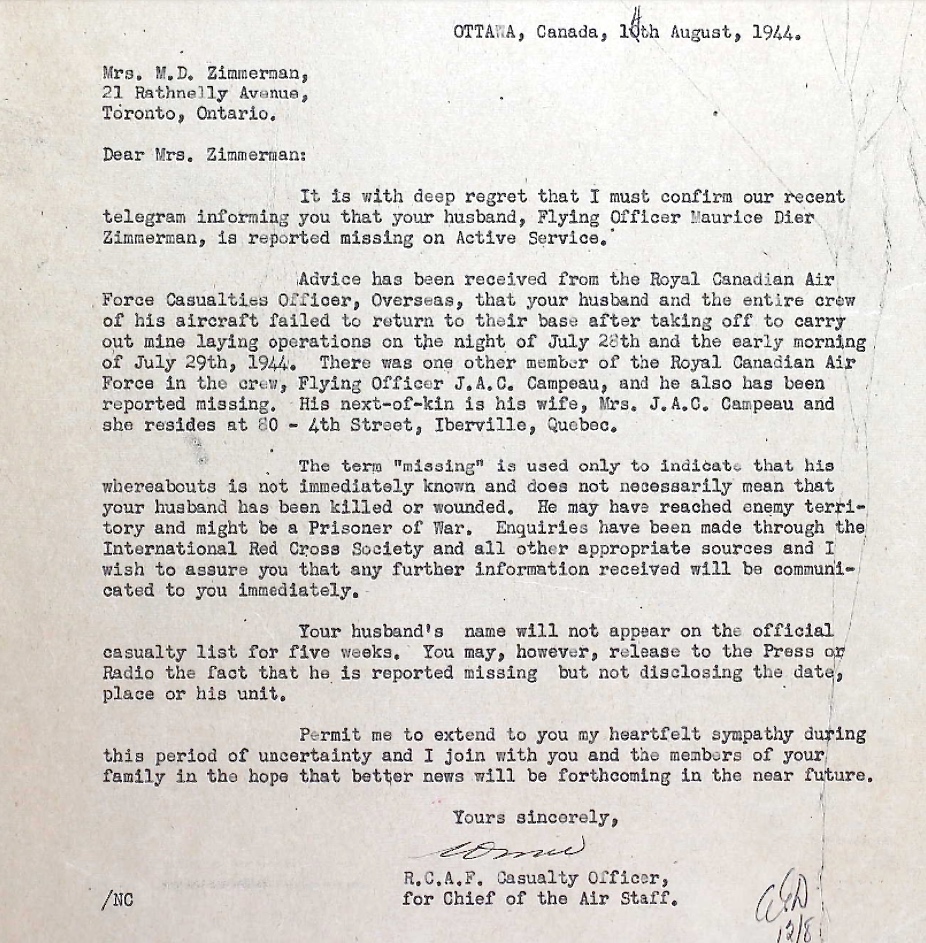 OTTAWA, Canada, 14th August, 1944.
Mrs. M.D. Zimmerman,
21 Rathnelly Avenue,
Toronto, Ontario.
Dear Mrs. Zimmerman:
It is with deep regret that I must confirm our recent
telegram informing you that your husband, Flying Officer Maurice Dier
Zimmerman, is reported missing on Active Service.
Advice has been received from the Royal Canadian Air
Force Casualties Officer, Overseas, that your husband and the entire crew
of his aircraft failed to return to their base after taking off to carry
out mine laying operations on the night of July 28th and the early morning
of July 29th, 1944. There was one other member of the Royal Canadian Air
Force in the crew, Flying Officer J.A.C. Campeau, and he also has been
reported missing. His next-of-kin is his wife, Mrs. J.A.C. Campeau and
she resides at 80 - 4th Street, Iberville, Quebec.
The term "missing" is used only to indicate that his
whereabouts is not immediately known and does not necessarily mean that
your husband has been killed or wounded. He may have reached enemy terri-
tory and might be a Prisoner of War. Enquiries have been made through the
International Red Cross Society and all other appropriate sources and I
wish to assure you that any further information received will be communi-
cated to you immediately.
Your husband's name will not appear on the official
casualty list for five weeks. You may, however, release to the Press or
Radio the fact that he is reported missing but not disclosing the date,
place or his unit.
Permit me to extend to you my heartfelt sympathy during
this period of uncertainty and I join with you and the members of your
family in the hope that better news will be forthcoming in the near future.
Yours sincerely,
R.C.A.F. Casualty Officer,
for Chief of the Air Staff.
/NC
12/8